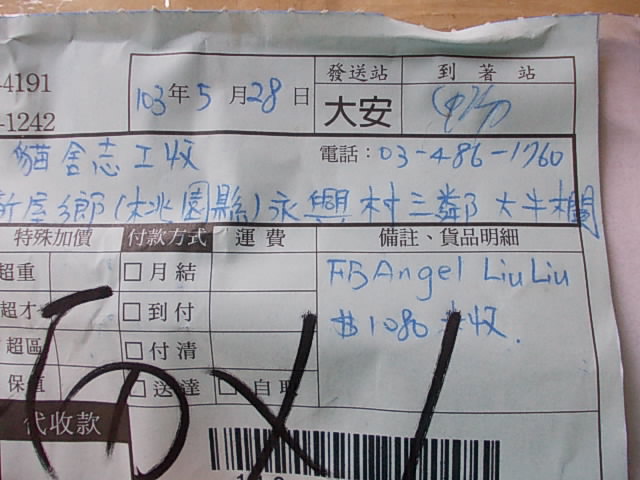 -4191
-1242
103年5月28日
發送站 到著站
大安
貓舍志工收 電話:03-486-1760
新屋鄉(桃園縣)永興村三鄰大牛欄
特殊加價 付款方式 運費 備註、貨品明細
超重 □月結 FB Angel Liu Liu
超才 □到付 $1080
超區 □付清
保值 □送達 □自取
代收款